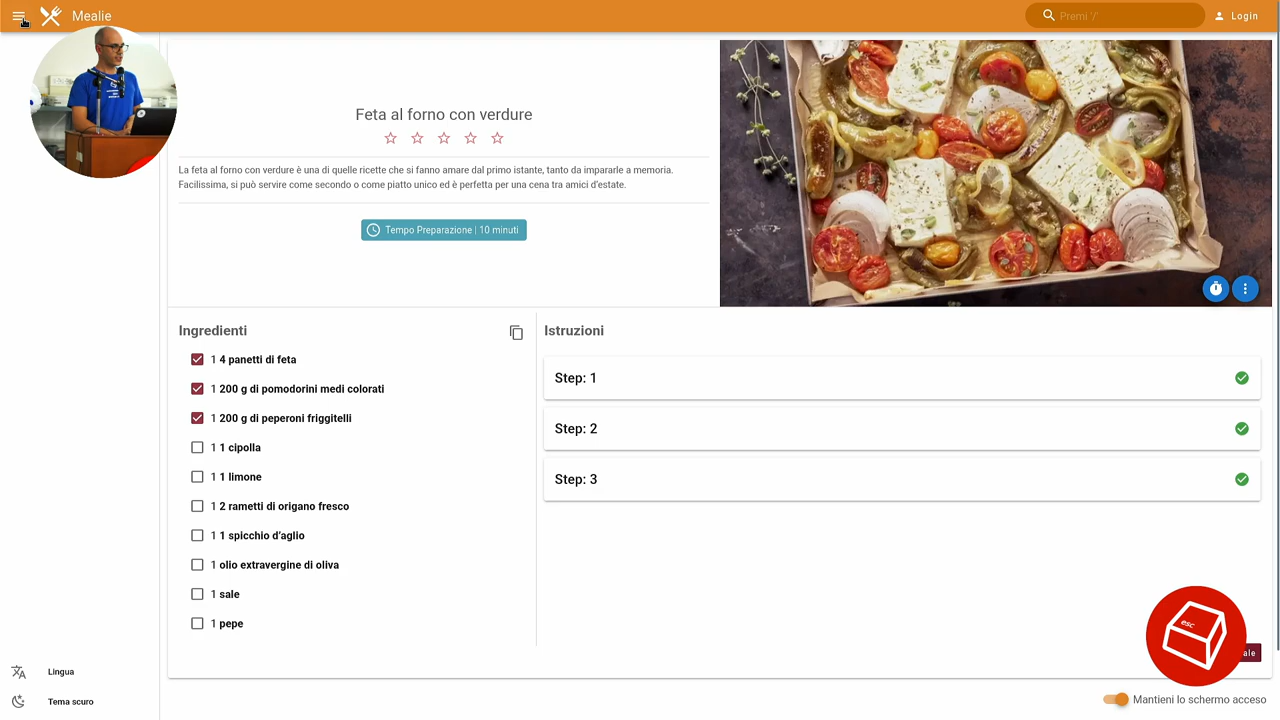 Mealie
Premi '/'
Login
Feta al forno con verdure
La feta al forno con verdure è una di quelle ricette che si fanno amare dal primo istante, tanto da impararle a memoria.
Facilissima, si può servire come secondo o come piatto unico ed è perfetta per una cena tra amici d'estate.
Tempo Preparazione | 10 minuti
Ingredienti
1 4 panetti di feta
1 200 g di pomodorini medi colorati
1 200 g di peperoni friggitelli
1 1 cipolla
1 1 limone
1 2 rametti di origano fresco
1 1 spicchio d’aglio
1 olio extravergine di oliva
1 sale
1 pepe
Istruzioni
Step: 1
Step: 2
Step: 3
esc
ale
Lingua
Tema scuro
Mantieni lo schermo acceso